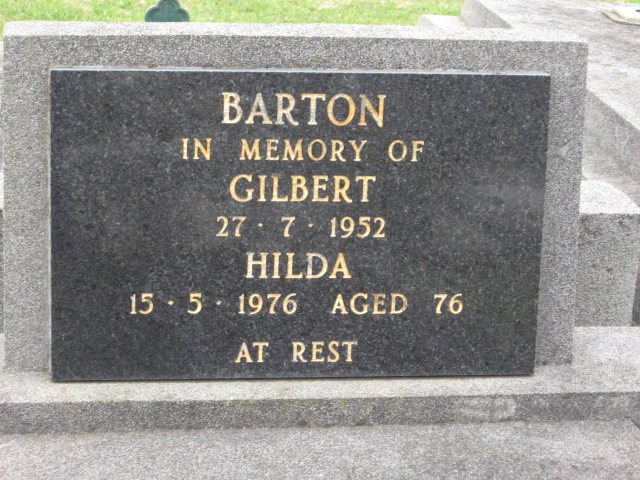 BARTON
IN MEMORY OF
GILBERT
27 · 7 · 1952
HILDA
15 · 5 · 1976 AGED 76
AT REST